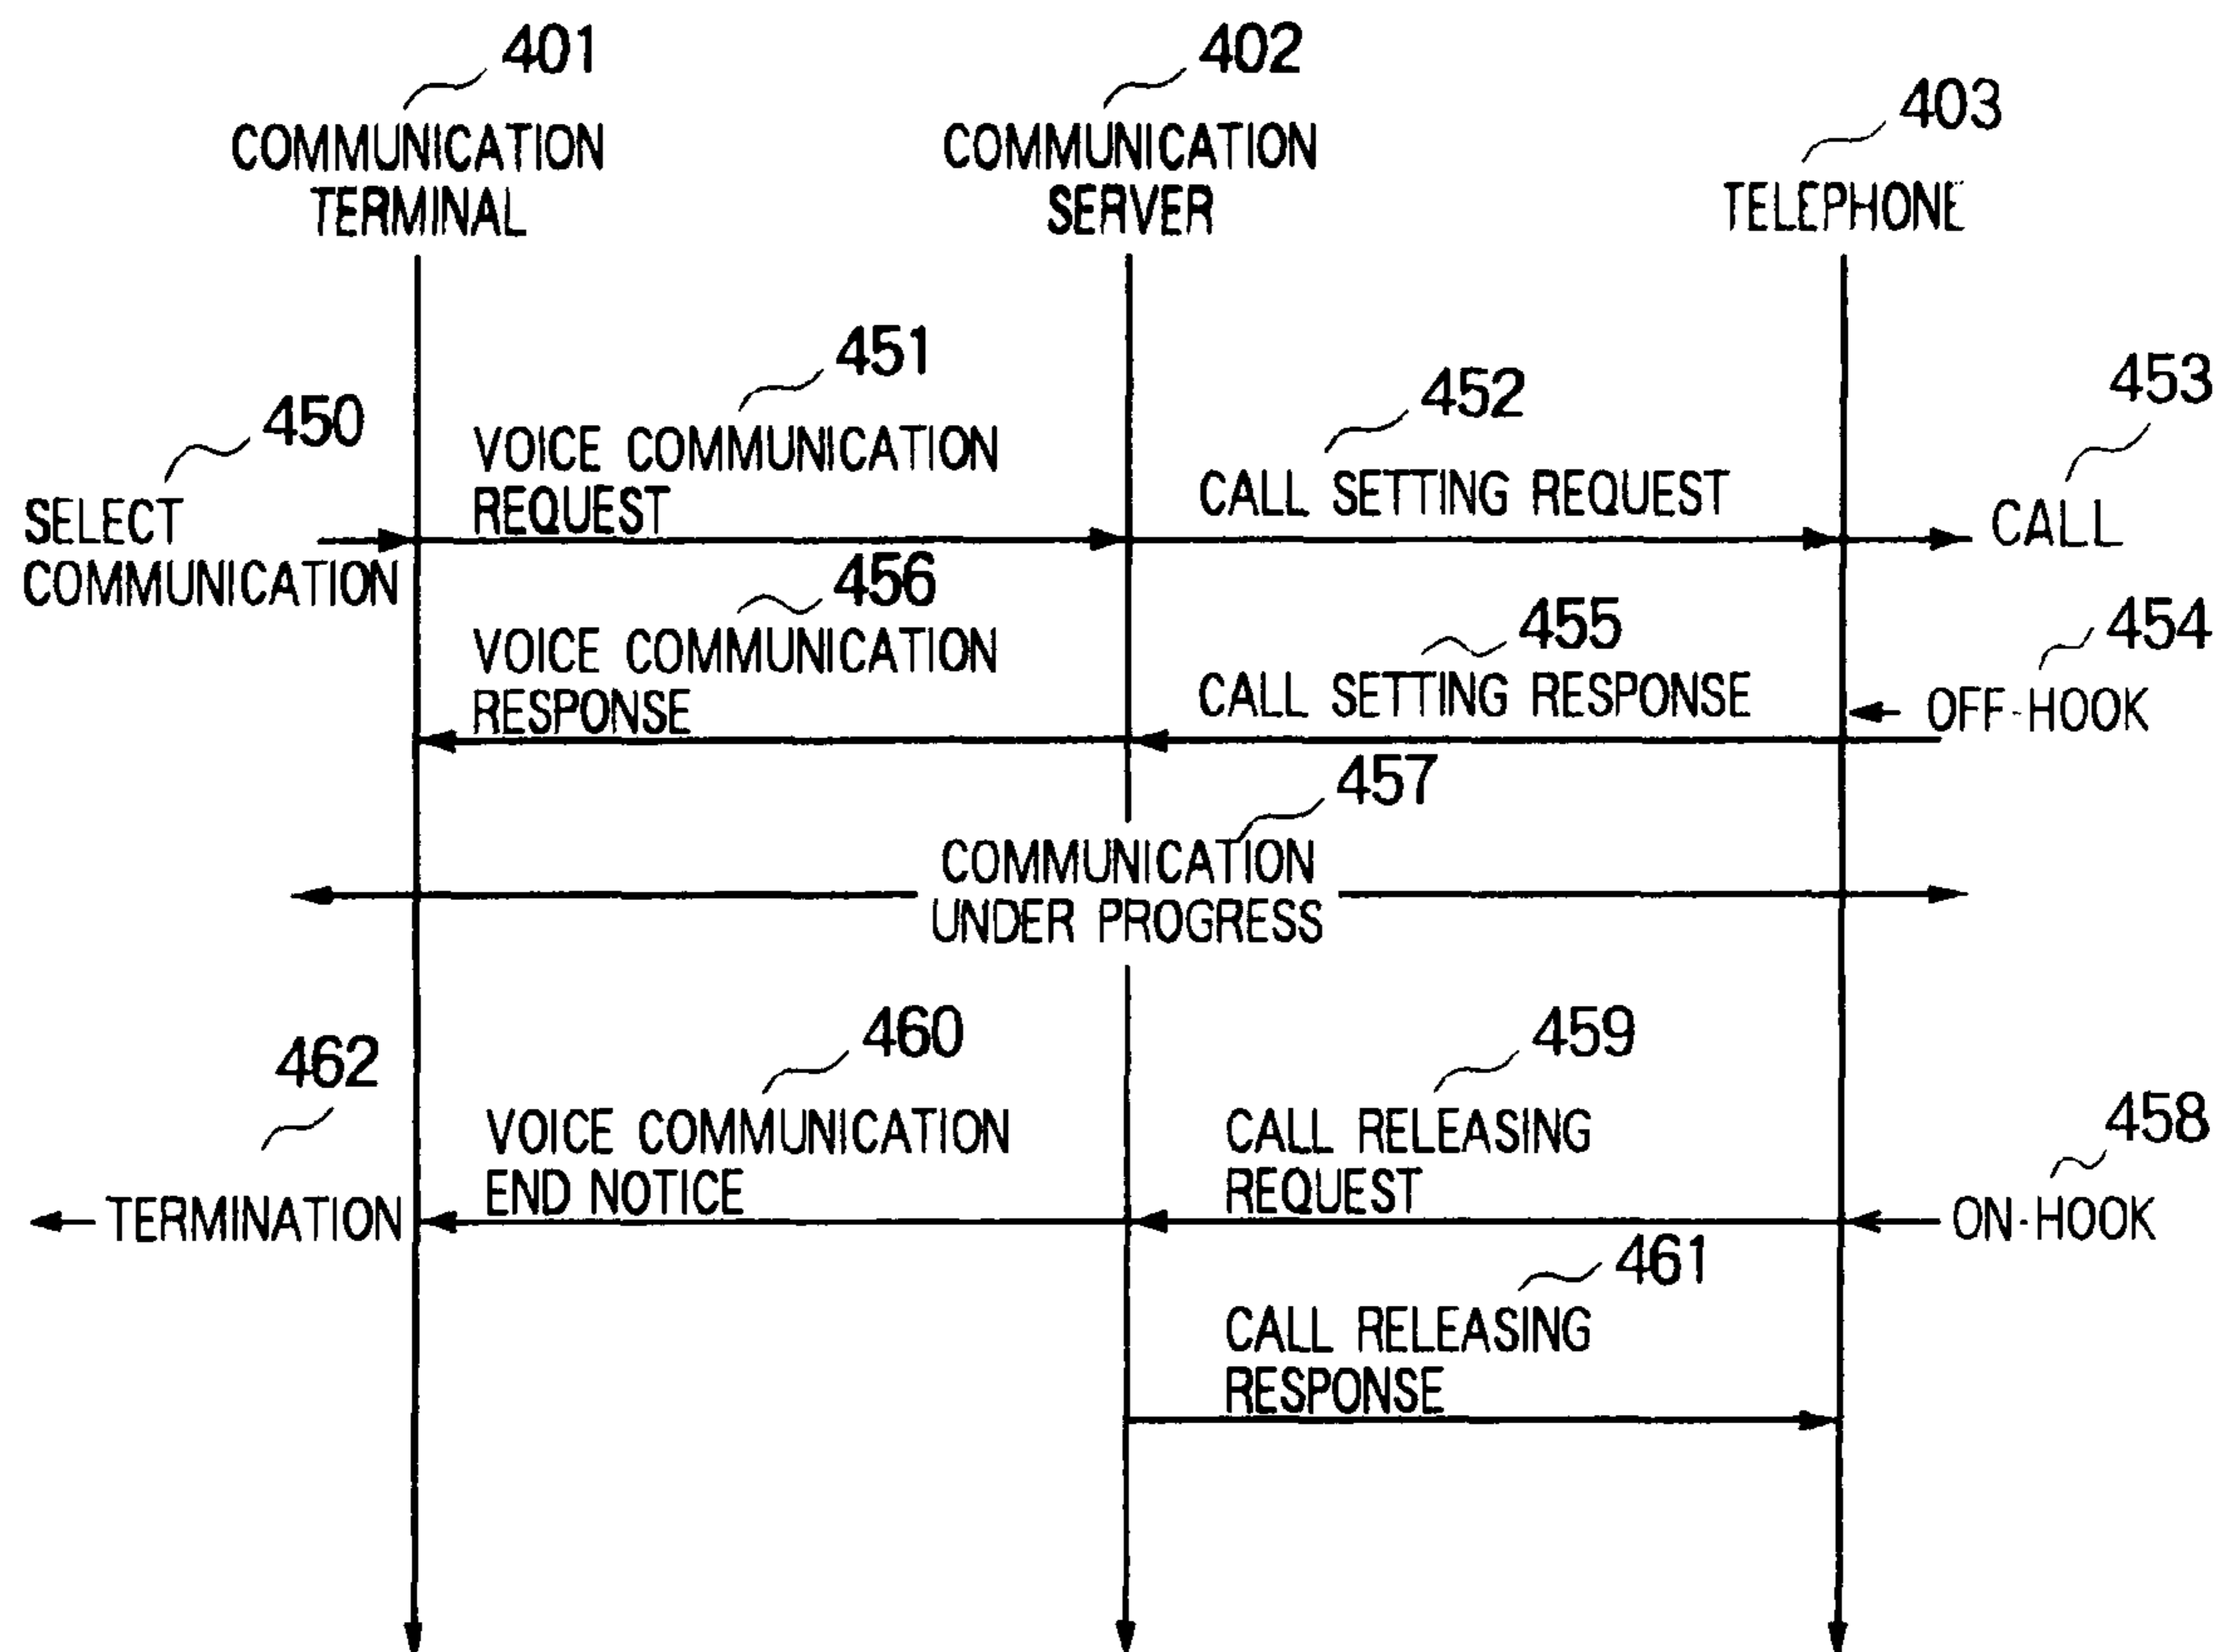 401
402
403
COMMUNICATION
TERMINAL
COMMUNICATION
SERVER
TELEPHONE
450
SELECT
COMMUNICATION
451
VOICE COMMUNICATION
REQUEST
452
CALL SETTING REQUEST
453
CALL
456
VOICE COMMUNICATION
RESPONSE
455
CALL SETTING RESPONSE
454
OFF-HOOK
457
COMMUNICATION
UNDER PROGRESS
462
TERMINATION
460
VOICE COMMUNICATION
END NOTICE
459
CALL RELEASING
REQUEST
458
ON-HOOK
461
CALL RELEASING
RESPONSE